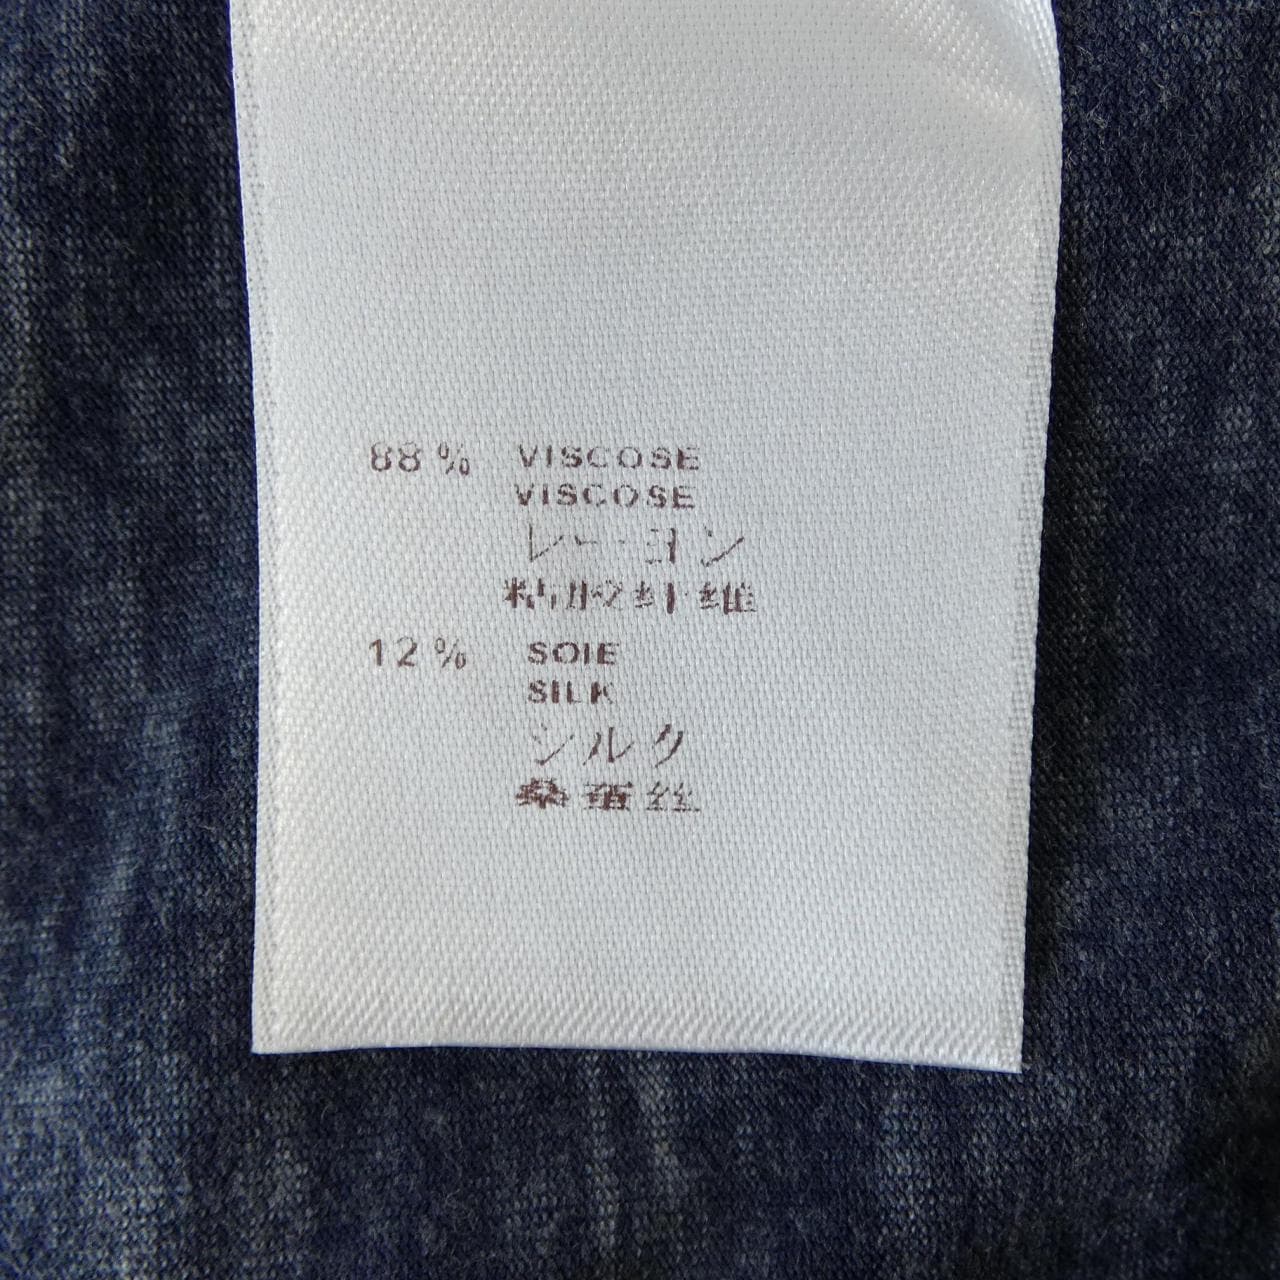 88 % VISCOSE
VISCOSE
レーヨン
粘胶纤维
12 % SOIE
SILK
シルク
桑蚕丝